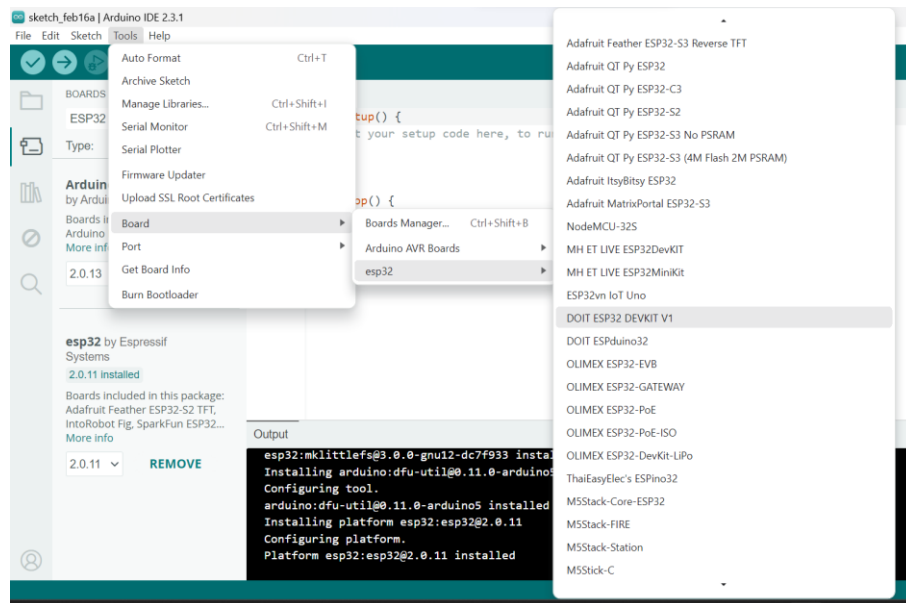 sketch_feb16a | Arduino IDE 2.3.1
File Edit Sketch Tools Help
Auto Format Ctrl+T
Archive Sketch
Manage Libraries... Ctrl+Shift+I
Serial Monitor Ctrl+Shift+M
Serial Plotter
Firmware Updater
Upload SSL Root Certificates
Board
Port
Get Board Info
Burn Bootloader
Boards Manager... Ctrl+Shift+B
Arduino AVR Boards
esp32
Adafruit Feather ESP32-S3 Reverse TFT
Adafruit QT Py ESP32
Adafruit QT Py ESP32-C3
Adafruit QT Py ESP32-S2
Adafruit QT Py ESP32-S3 No PSRAM
Adafruit QT Py ESP32-S3 (4M Flash 2M PSRAM)
Adafruit ItsyBitsy ESP32
Adafruit MatrixPortal ESP32-S3
NodeMCU-32S
MH ET LIVE ESP32DevKIT
MH ET LIVE ESP32MiniKit
ESP32vn IoT Uno
DOIT ESP32 DEVKIT V1
DOIT ESPduino32
OLIMEX ESP32-EVB
OLIMEX ESP32-GATEWAY
OLIMEX ESP32-PoE
OLIMEX ESP32-PoE-ISO
OLIMEX ESP32-DevKit-LiPo
ThaiEasyElec's ESPino32
M5Stack-Core-ESP32
M5Stack-FIRE
M5Stack-Station
M5Stick-C
BOARDS
ESP32
Type:
Arduin
by Ardui
Boards in
Arduino
More inf
2.0.13
esp32 by Espressif
Systems
2.0.11 installed
Boards included in this package:
Adafruit Feather ESP32-S2 TFT,
IntoRobot Fig, SparkFun ESP32...
More info
2.0.11 REMOVE
tup() {
t your setup code here, to ru
op() {
Output
esp32:mklittlefs@3.0.0-gnu12-dc7f933 insta
Installing arduino:dfu-util@0.11.0-arduino5
Configuring tool.
arduino:dfu-util@0.11.0-arduino5 installed
Installing platform esp32:esp32@2.0.11
Configuring platform.
Platform esp32:esp32@2.0.11 installed